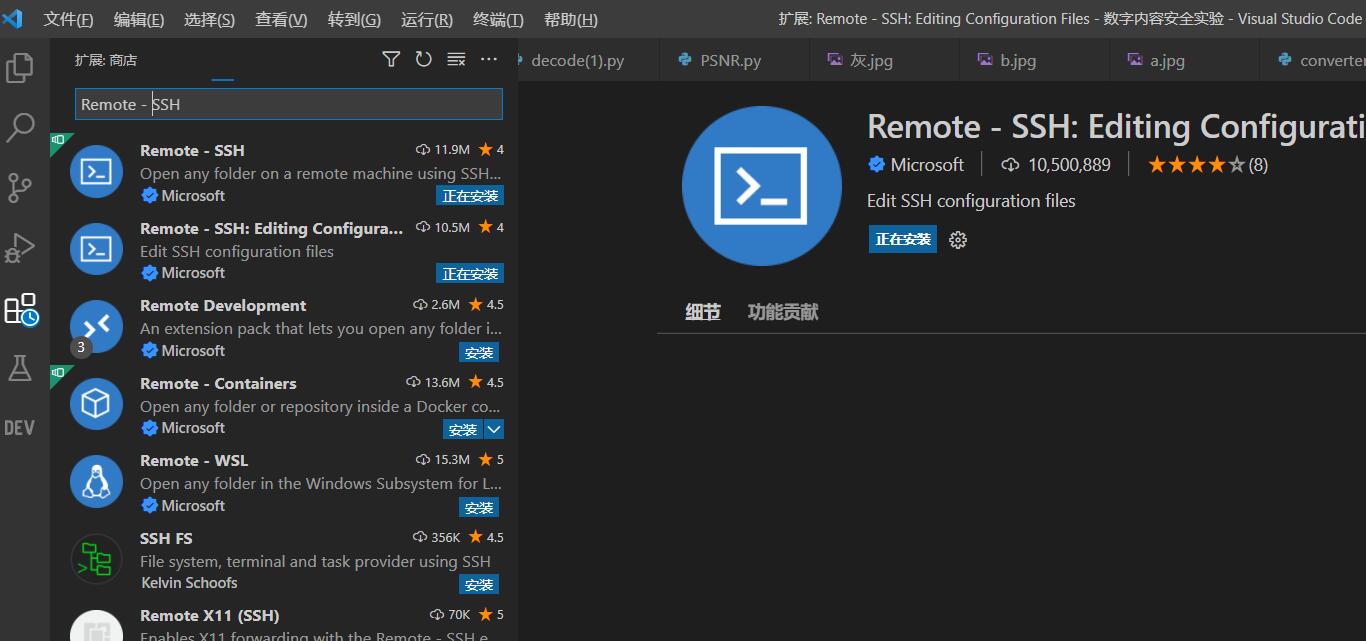 文件(F) 编辑(E) 选择(S) 查看(V) 转到(G) 运行(R) 终端(T) 帮助(H) 扩展: Remote - SSH: Editing Configuration Files - 数字内容安全实验 - Visual Studio Code
扩展: 商店
decode(1).py PSNR.py 灰.jpg b.jpg a.jpg converter
Remote - SSH
Remote - SSH 11.9M 4
Open any folder on a remote machine using SSH...
Microsoft 正在安装
Remote - SSH: Editing Configura... 10.5M 4
Edit SSH configuration files
Microsoft 正在安装
Remote Development 2.6M 4.5
An extension pack that lets you open any folder i...
3
Microsoft 安装
Remote - Containers 13.6M 4.5
Open any folder or repository inside a Docker co...
Microsoft 安装
Remote - WSL 15.3M 5
Open any folder in the Windows Subsystem for L...
Microsoft 安装
SSH FS 356K 4.5
File system, terminal and task provider using SSH
Kelvin Schoofs 安装
Remote X11 (SSH) 70K 5
Enables X11 forwarding with the Remote - SSH e
DEV
Remote - SSH: Editing Configurati
Microsoft 10,500,889 (8)
Edit SSH configuration files
正在安装
细节 功能贡献